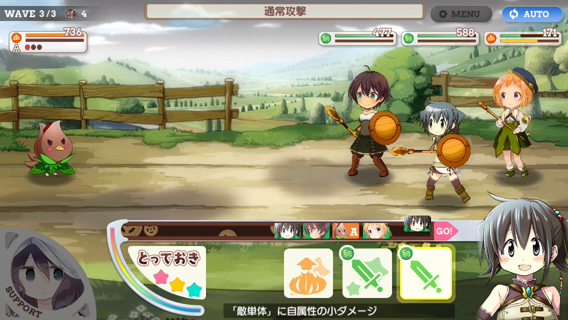 WAVE 3/3 4
通常攻撃
MENU
AUTO
736
A
477
588
171
A
GO!
とっておき
SUPPORT
「敵単体」に自属性の小ダメージ